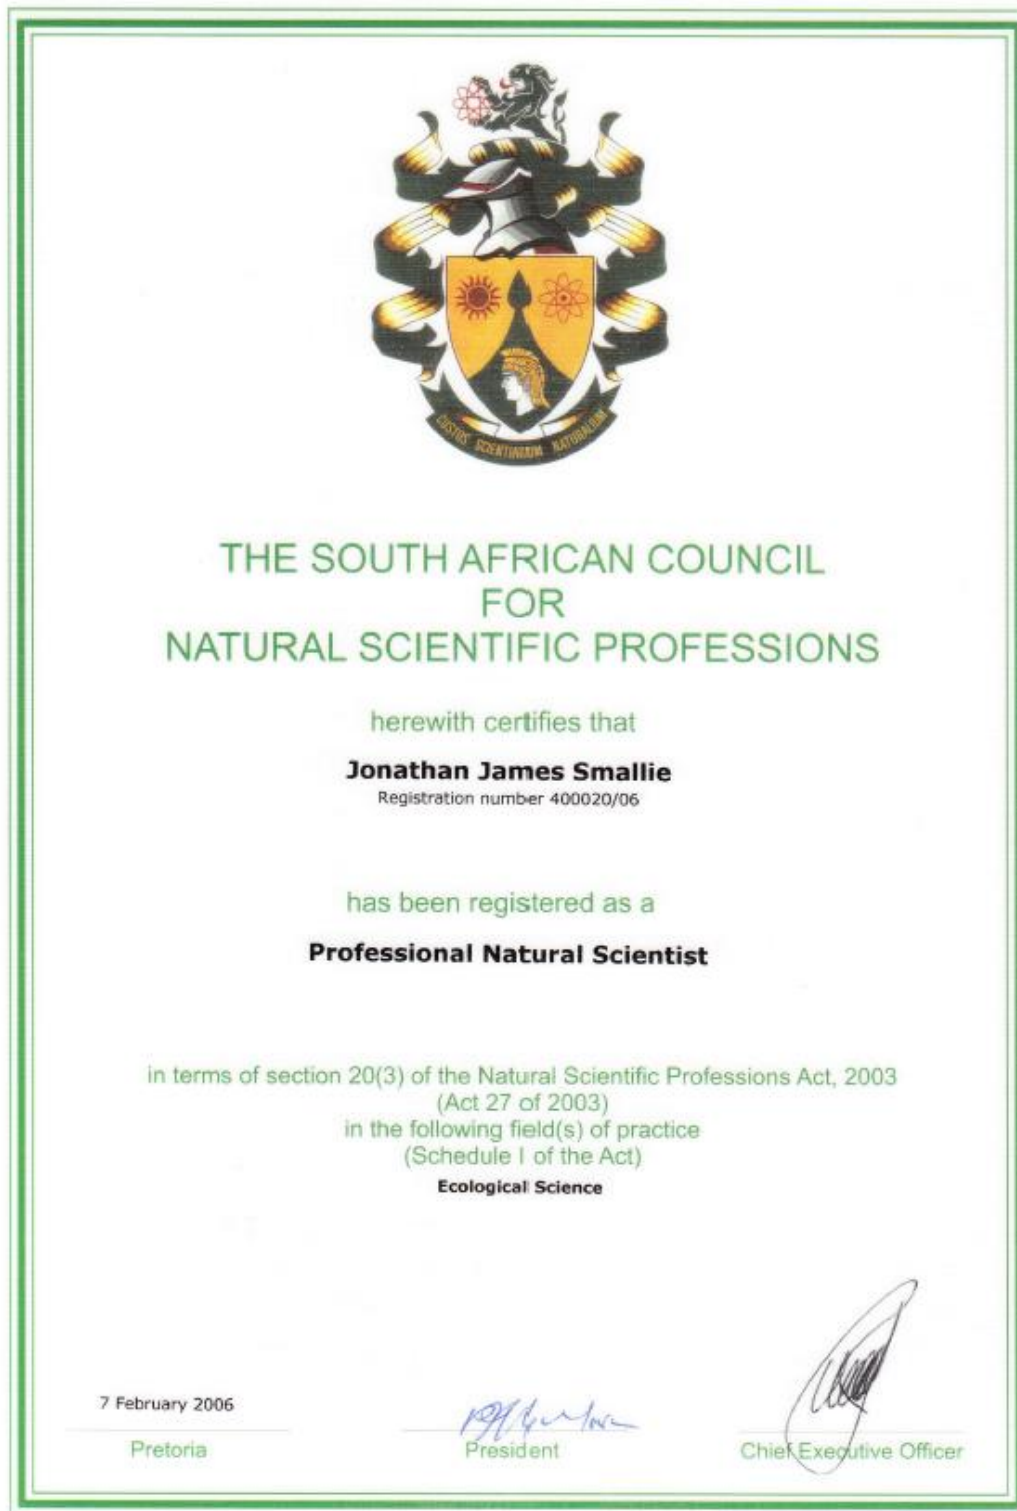 CUSTOS SCIENTIARUM NATURALIUM
THE SOUTH AFRICAN COUNCIL
FOR
NATURAL SCIENTIFIC PROFESSIONS
herewith certifies that
Jonathan James Smallie
Registration number 400020/06
has been registered as a
Professional Natural Scientist
in terms of section 20(3) of the Natural Scientific Professions Act, 2003
(Act 27 of 2003)
in the following field(s) of practice
(Schedule I of the Act)
Ecological Science
7 February 2006
Pretoria
President
Chief Executive Officer